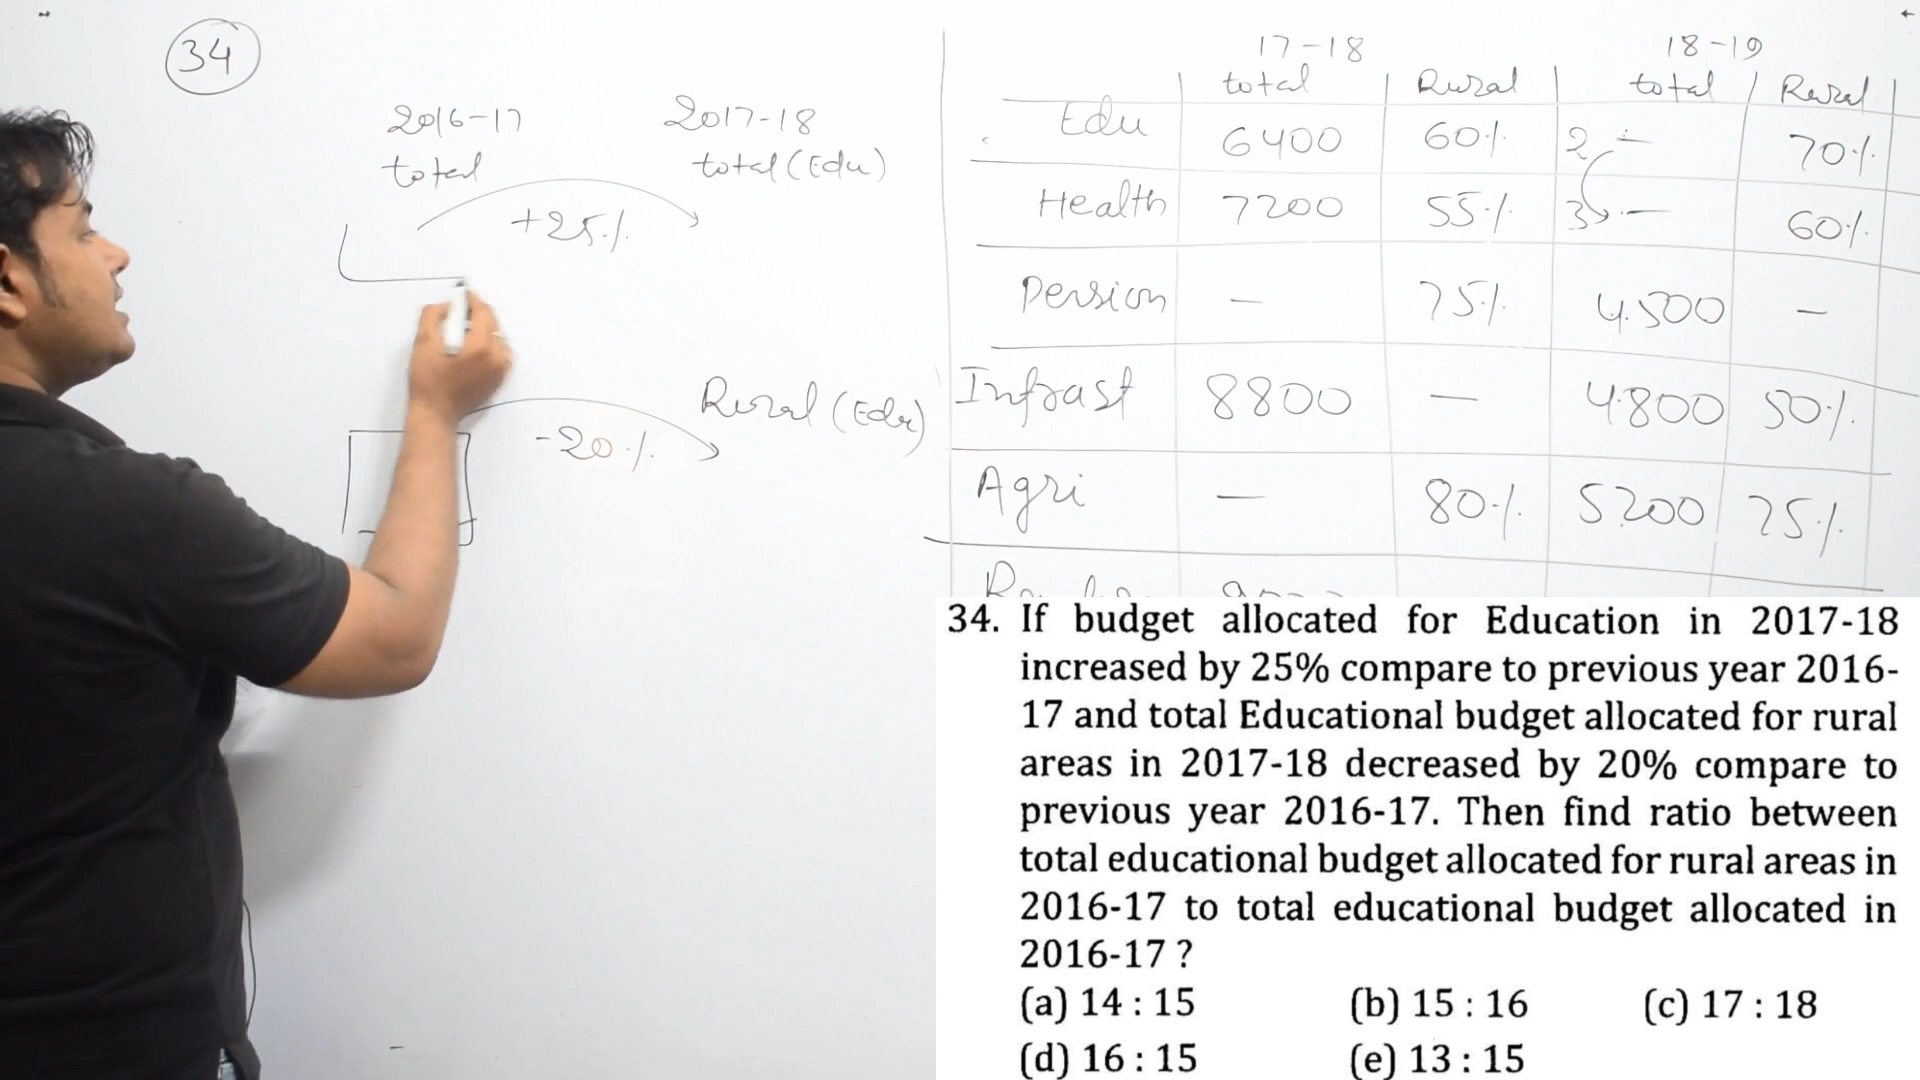 34
2016-17
total
2017-18
total (Edu)
+25%
Rural (Edu)
-20%
17-18
18-19
total
Rural
total
Rural
Edu
6400
60%
2
-
70%
Health
7200
55%
3
-
60%
Pension
-
75%
4500
-
Infrast
8800
-
4800
50%
Agri
-
80%
5200
75%
34. If budget allocated for Education in 2017-18
increased by 25% compare to previous year 2016-
17 and total Educational budget allocated for rural
areas in 2017-18 decreased by 20% compare to
previous year 2016-17. Then find ratio between
total educational budget allocated for rural areas in
2016-17 to total educational budget allocated in
2016-17 ?
(a) 14 : 15 (b) 15 : 16 (c) 17 : 18
(d) 16 : 15 (e) 13 : 15